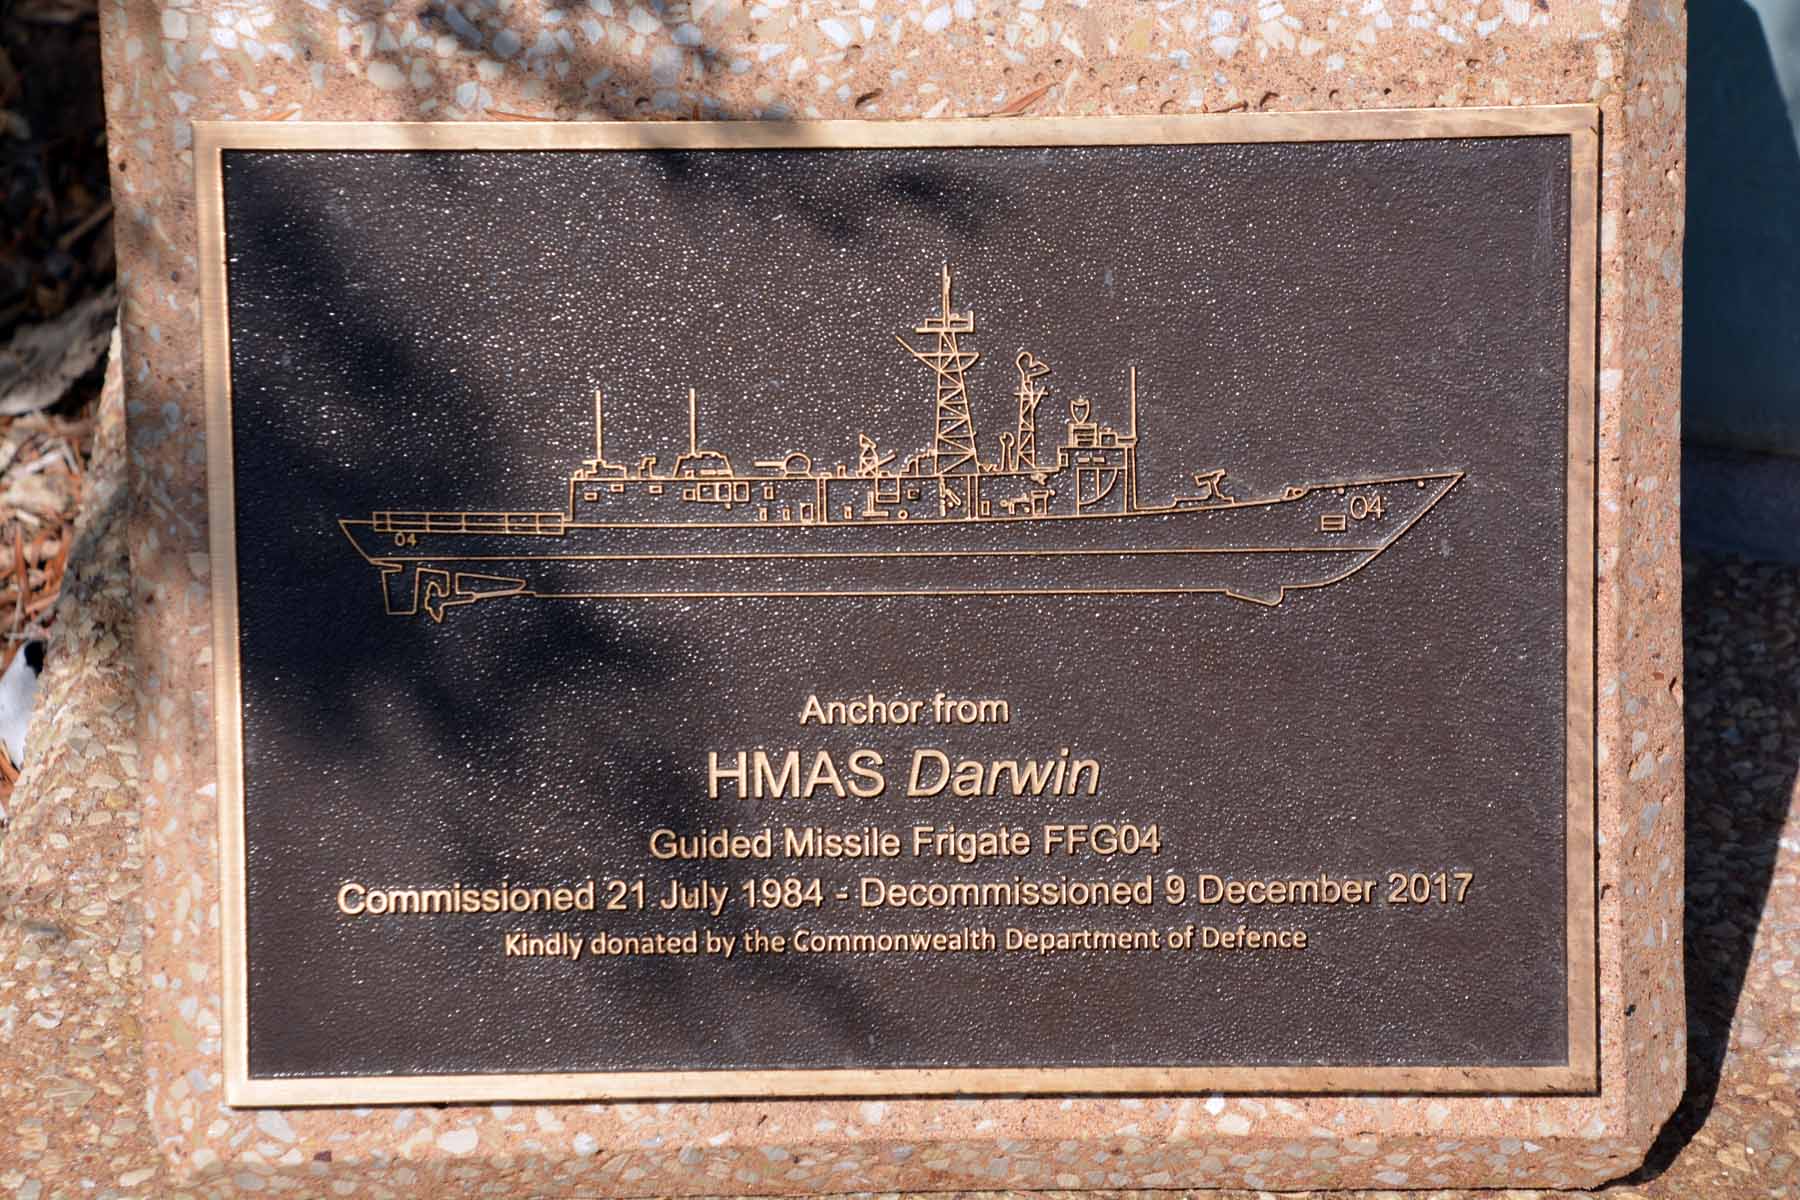 04
04
Anchor from
HMAS Darwin
Guided Missile Frigate FFG04
Commissioned 21 July 1984 - Decommissioned 9 December 2017
Kindly donated by the Commonwealth Department of Defence